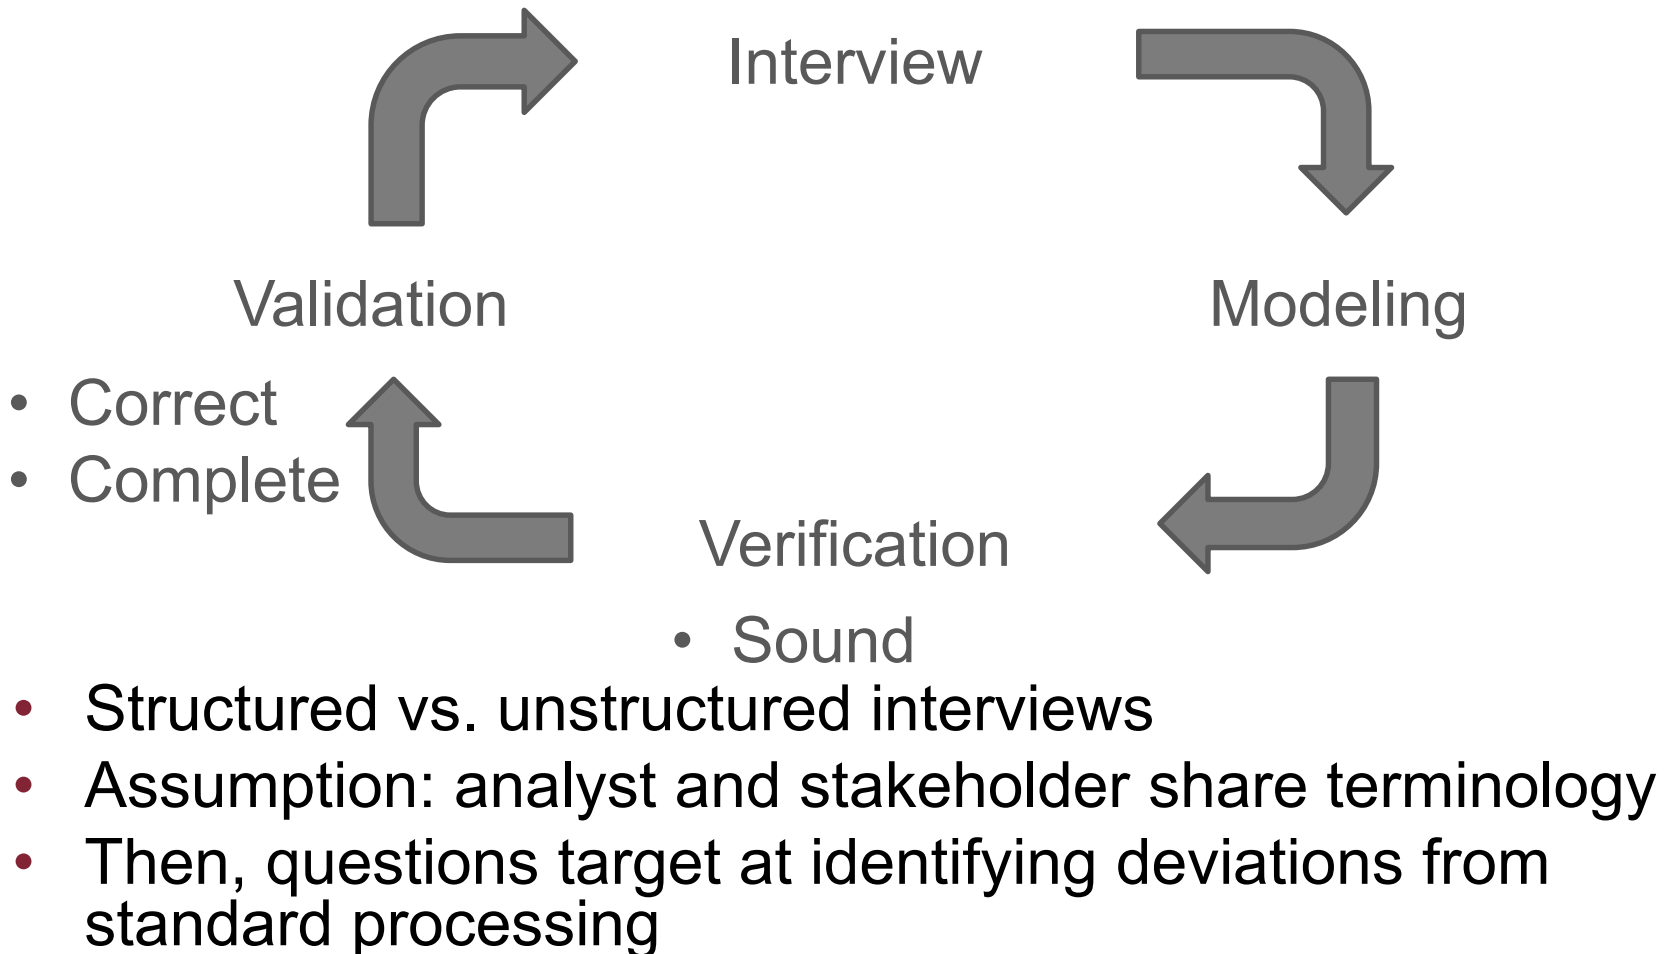 Interview
Validation
Modeling
• Correct
• Complete
Verification
• Sound
• Structured vs. unstructured interviews
• Assumption: analyst and stakeholder share terminology
• Then, questions target at identifying deviations from
standard processing